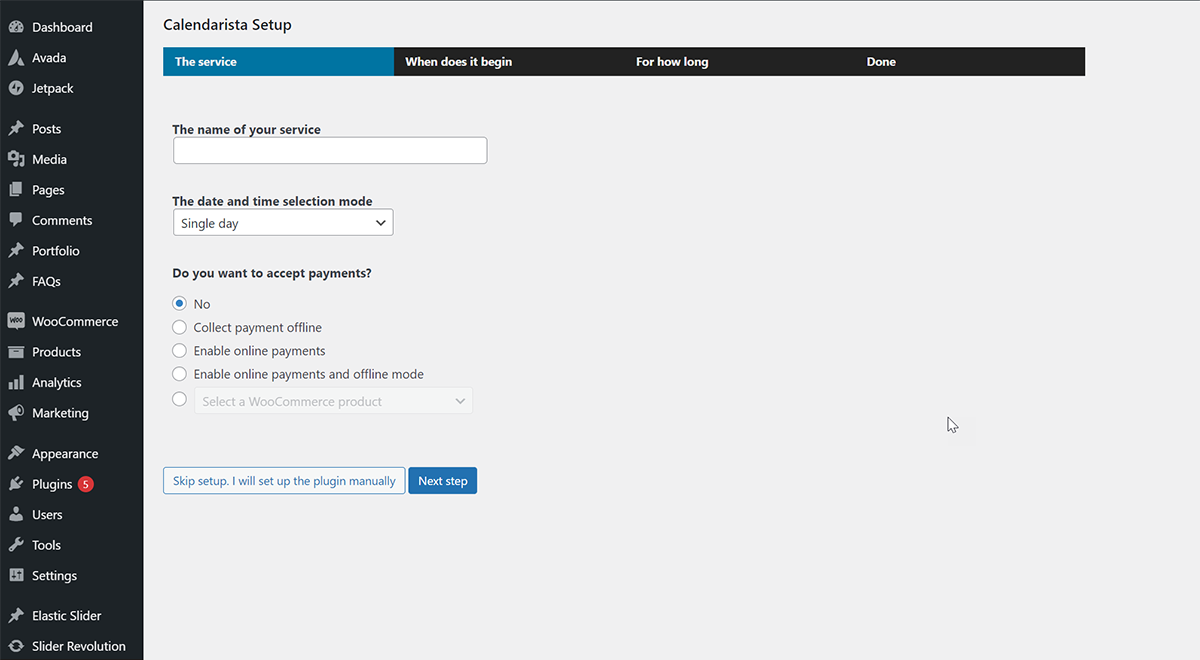 Dashboard
Avada
Jetpack
Posts
Media
Pages
Comments
Portfolio
FAQs
WooCommerce
Products
Analytics
Marketing
Appearance
Plugins 5
Users
Tools
Settings
Elastic Slider
Slider Revolution
Calendarista Setup
The service When does it begin For how long Done
The name of your service
The date and time selection mode
Single day
Do you want to accept payments?
No
Collect payment offline
Enable online payments
Enable online payments and offline mode
Select a WooCommerce product
Skip setup. I will set up the plugin manually Next step